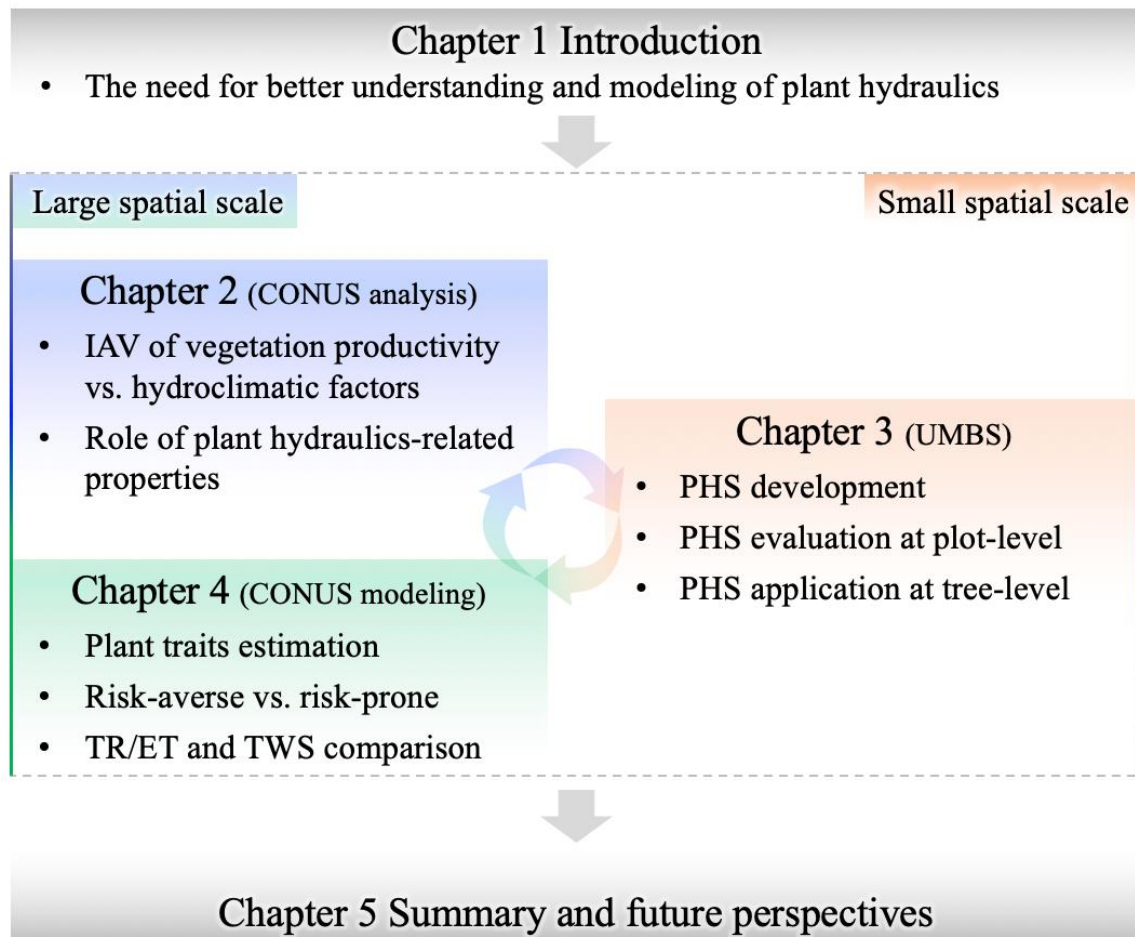 Chapter 1 Introduction
• The need for better understanding and modeling of plant hydraulics
Large spatial scale
Small spatial scale
Chapter 2 (CONUS analysis)
• IAV of vegetation productivity
vs. hydroclimatic factors
• Role of plant hydraulics-related
properties
Chapter 3 (UMBS)
• PHS development
• PHS evaluation at plot-level
• PHS application at tree-level
Chapter 4 (CONUS modeling)
• Plant traits estimation
• Risk-averse vs. risk-prone
• TR/ET and TWS comparison
Chapter 5 Summary and future perspectives